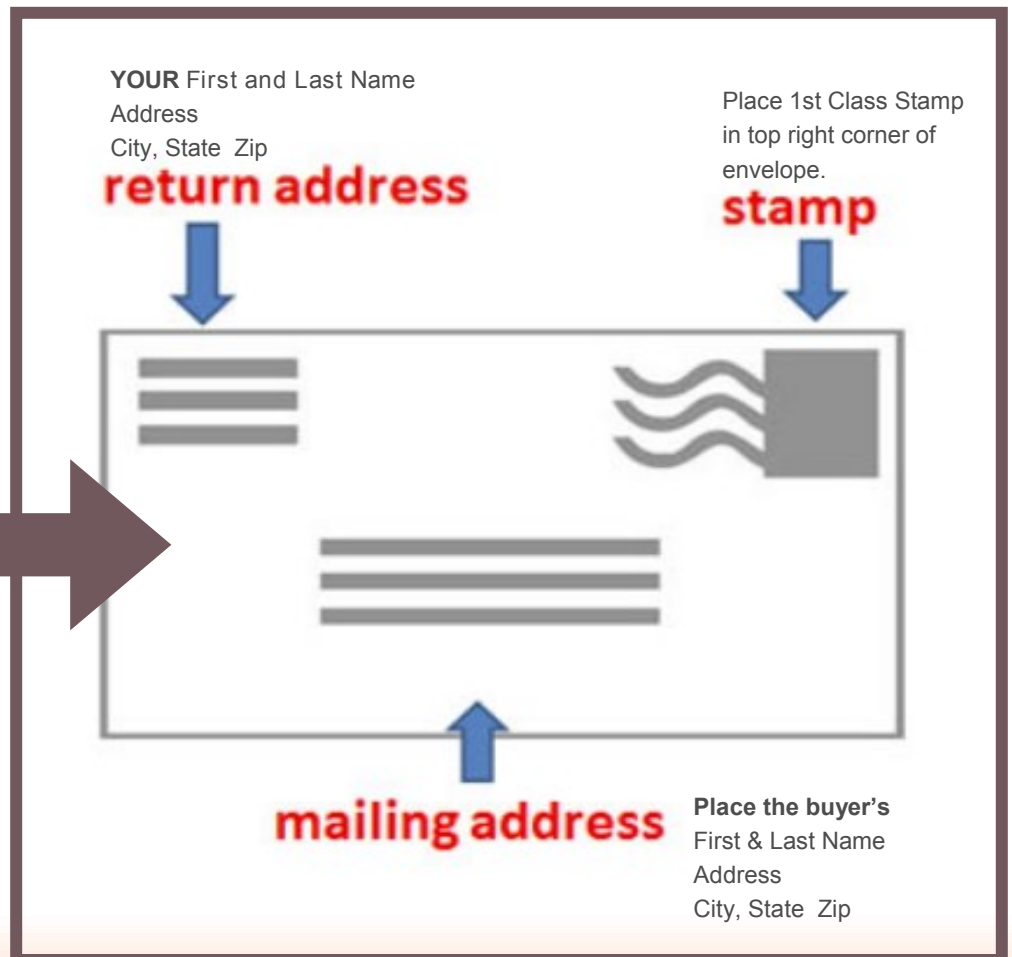 YOUR First and Last Name
Address
City, State Zip
return address
Place 1st Class Stamp
in top right corner of
envelope.
stamp
mailing address
Place the buyer's
First & Last Name
Address
City, State Zip